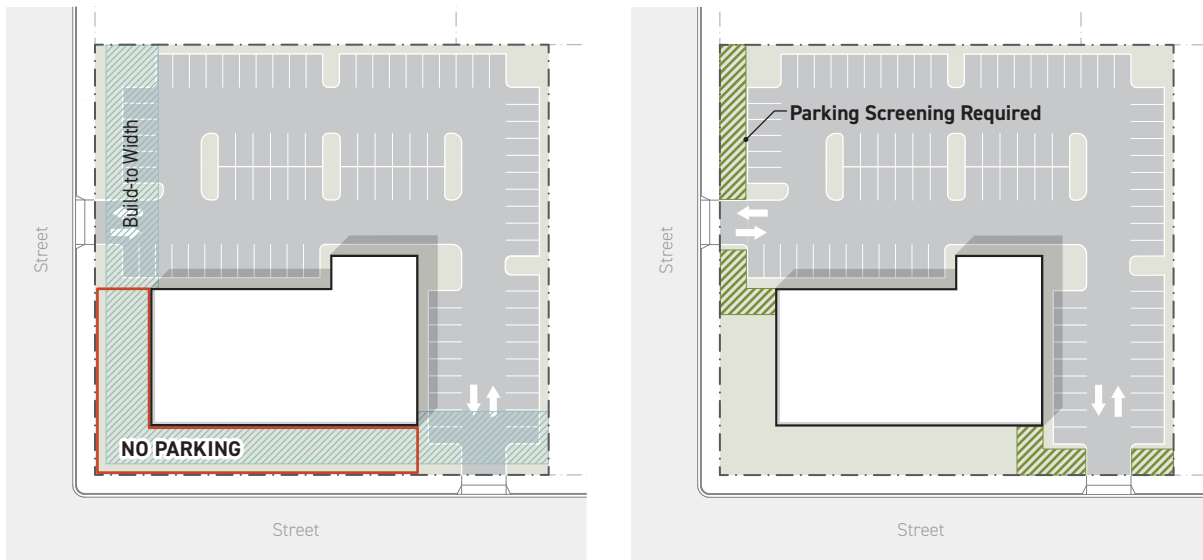 Build-to Width
Street
NO PARKING
Street
Parking Screening Required
Street
Street